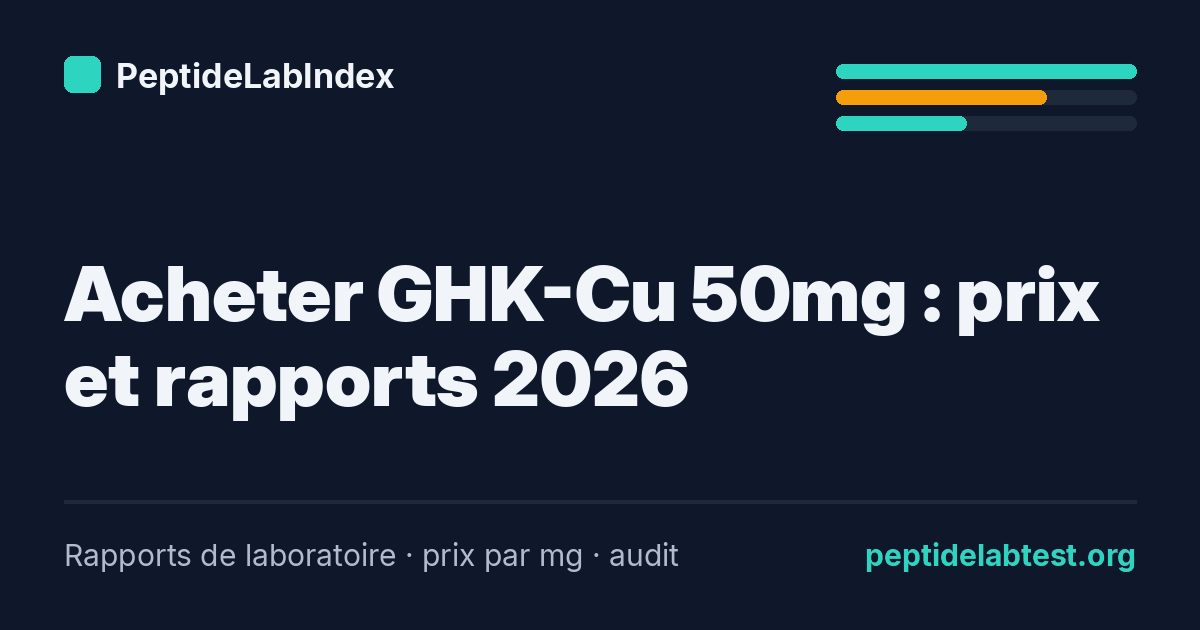 PeptideLabIndex
Acheter GHK-Cu 50mg : prix
et rapports 2026
Rapports de laboratoire · prix par mg · audit
peptidelabtest.org